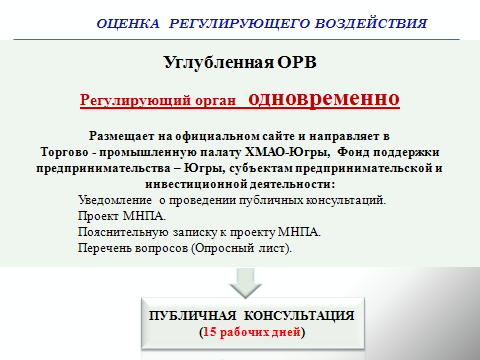 ОЦЕНКА РЕГУЛИРУЮЩЕГО ВОЗДЕЙСТВИЯ
Углубленная ОРВ
Регулирующий орган одновременно
Размещает на официальном сайте и направляет в
Торгово - промышленную палату ХМАО-Югры, Фонд поддержки
предпринимательства – Югры, субъектам предпринимательской и
инвестиционной деятельности:
Уведомление о проведении публичных консультаций.
Проект МНПА.
Пояснительную записку к проекту МНПА.
Перечень вопросов (Опросный лист).
ПУБЛИЧНАЯ КОНСУЛЬТАЦИЯ
(15 рабочих дней)